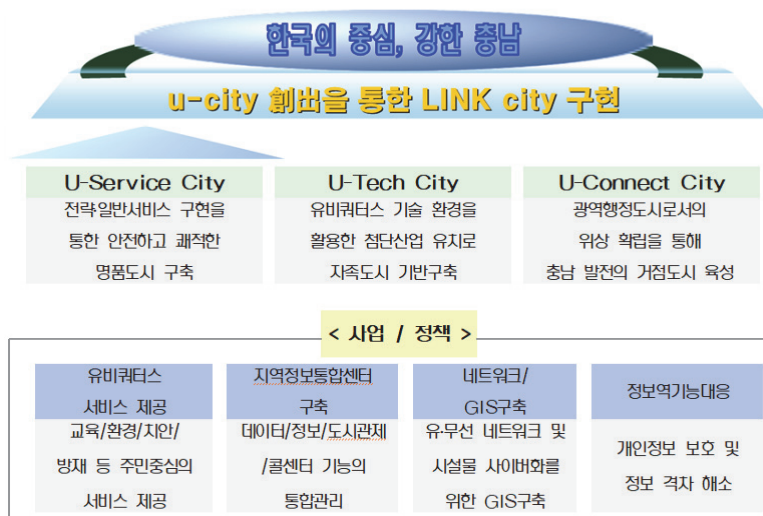 한국의 중심, 강한 충남
u-city 創出을 통한 LINK city 구현
U-Service City
전략일반서비스 구현을
통한 안전하고 쾌적한
명품도시 구축
U-Tech City
유비쿼터스 기술 환경을
활용한 첨단산업 유치로
자족도시 기반구축
U-Connect City
광역행정도시로서의
위상 확립을 통해
충남 발전의 거점도시 육성
< 사업 / 정책 >
유비쿼터스
서비스 제공
교육/환경/치안/
방재 등 주민중심의
서비스 제공
지역정보통합센터
구축
데이터/정보/도시관제
/콜센터 기능의
통합관리
네트워크/
GIS구축
유·무선 네트워크 및
시설물 사이버화를
위한 GIS구축
정보역기능대응
개인정보 보호 및
정보 격차 해소